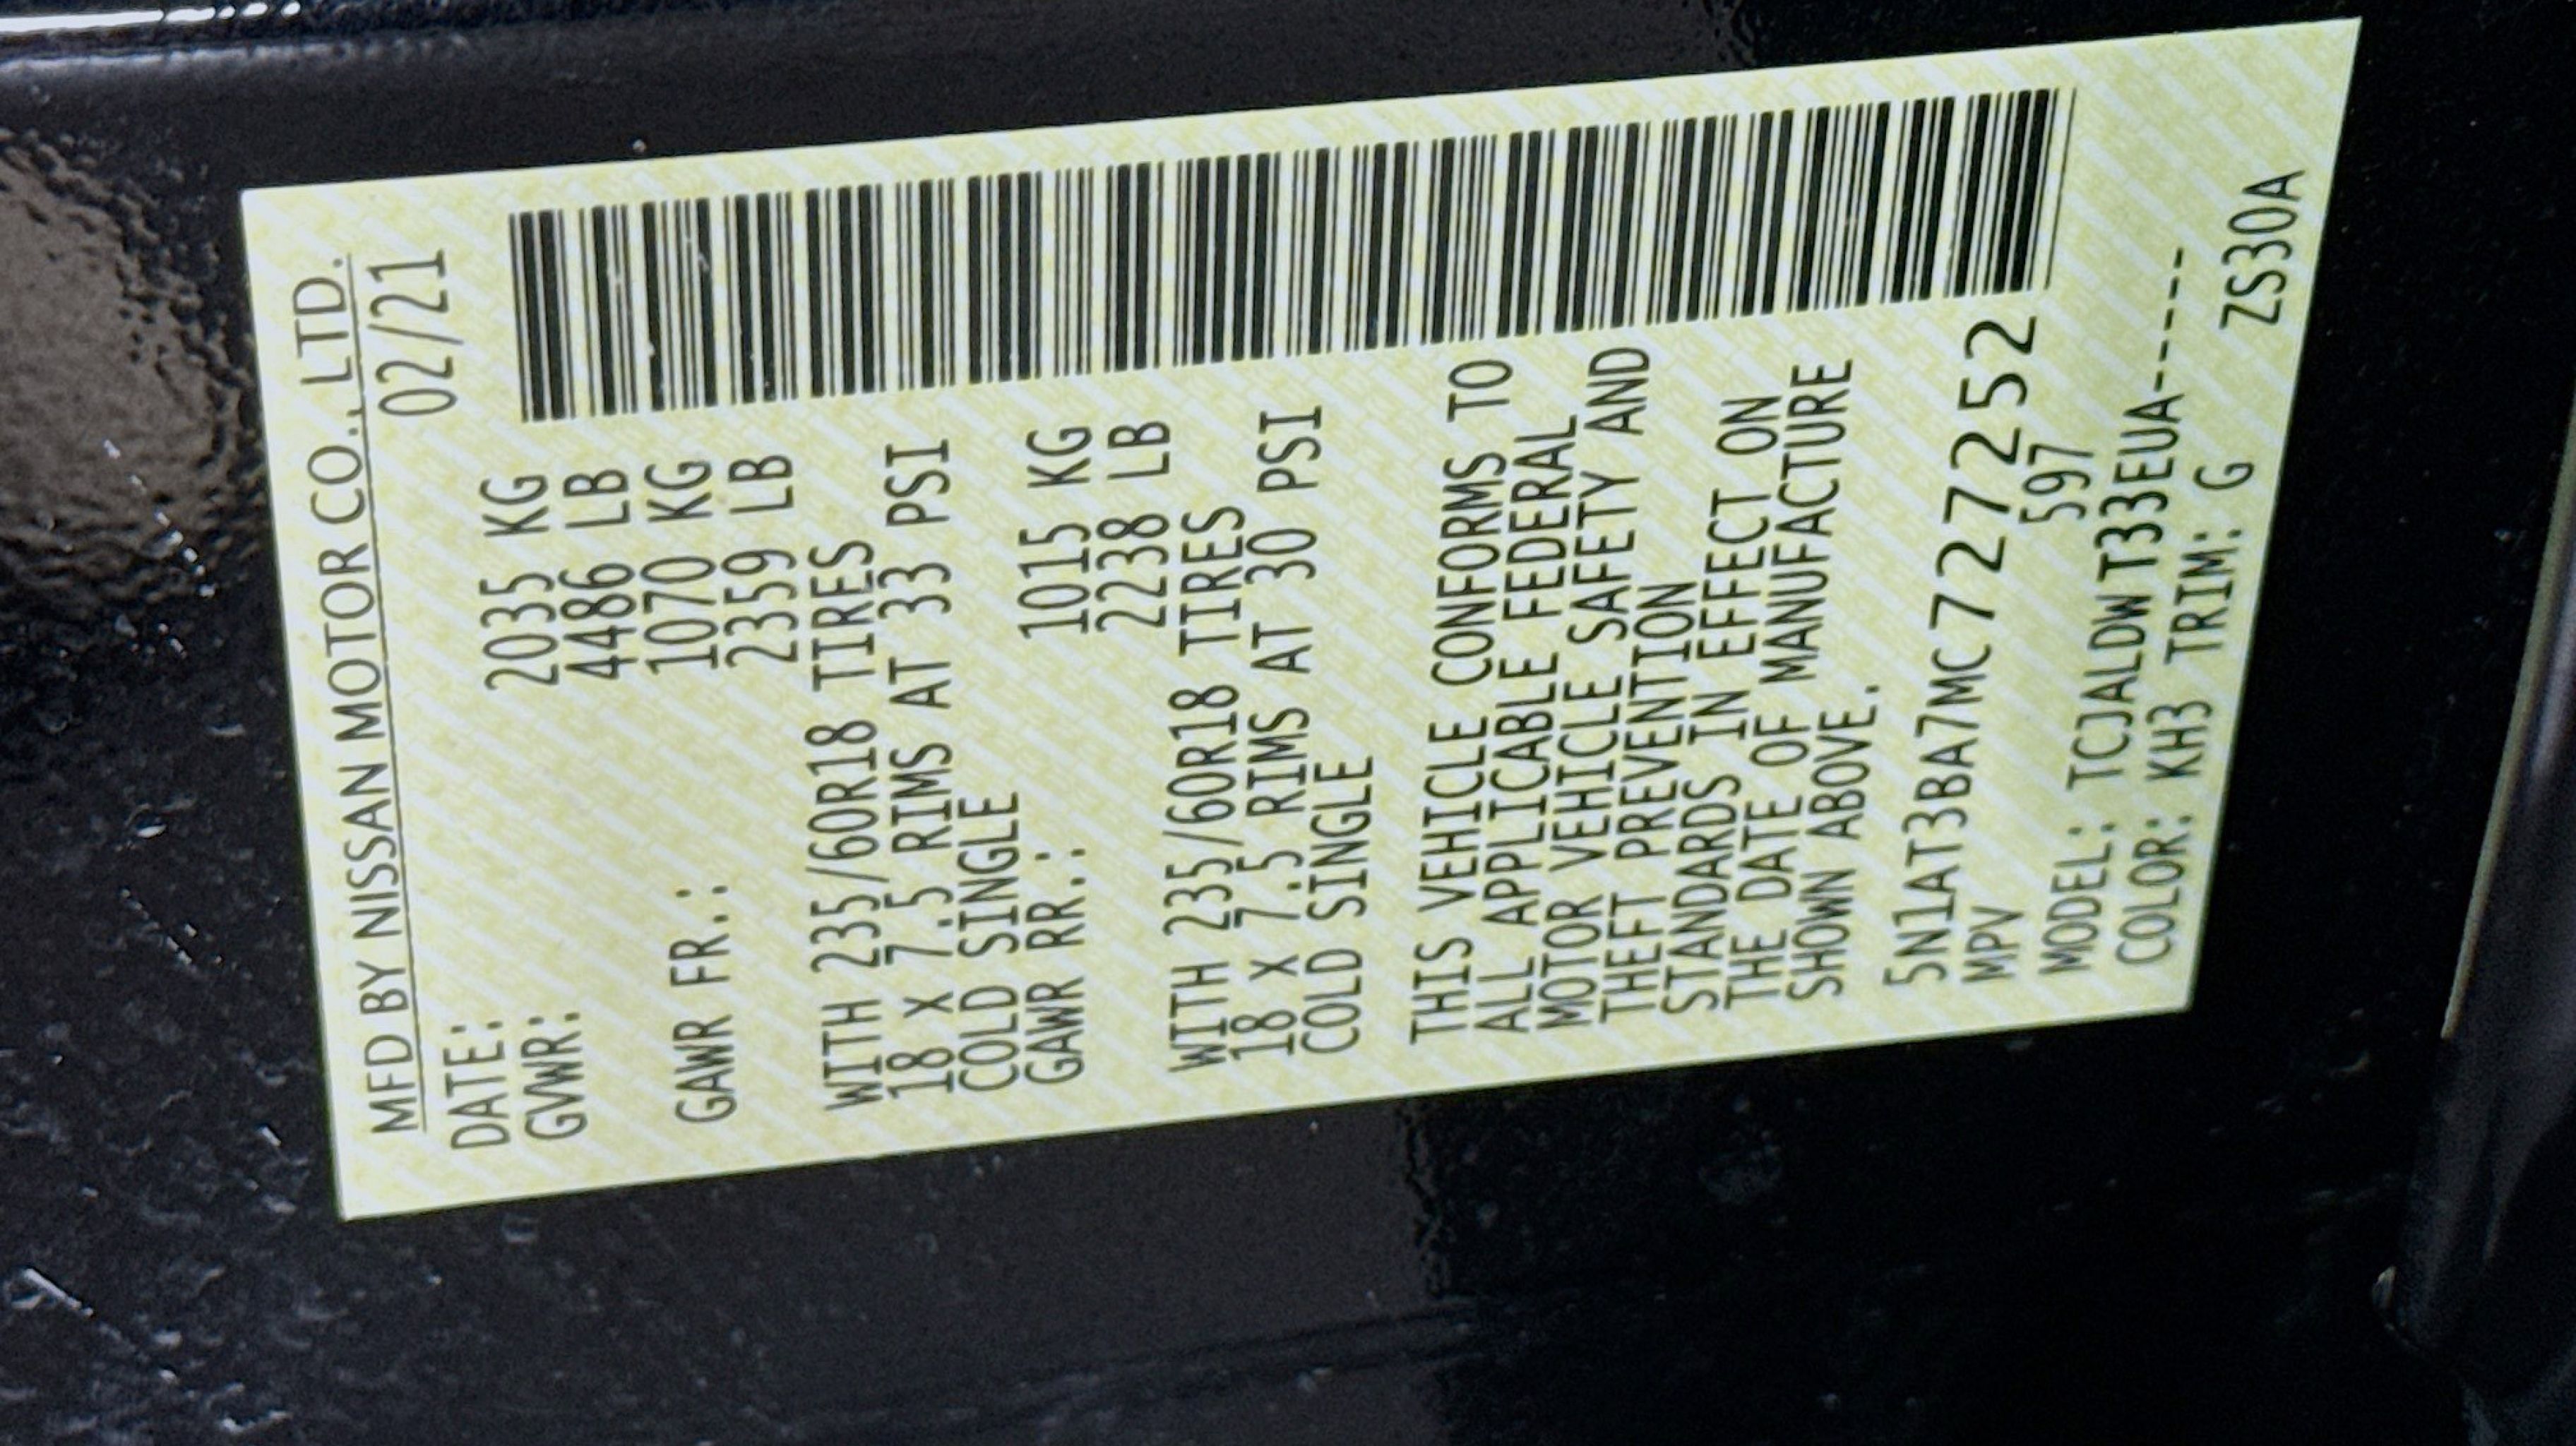 MFD BY NISSAN MOTOR CO., LTD.
DATE: 02/21
GVWR: 2035 KG
4486 LB
GAWR FR.: 1070 KG
2359 LB
WITH 235/60R18 TIRES
18 X 7.5 RIMS AT 33 PSI
COLD SINGLE
GAWR RR.: 1015 KG
2238 LB
WITH 235/60R18 TIRES
18 X 7.5 RIMS AT 30 PSI
COLD SINGLE
THIS VEHICLE CONFORMS TO
ALL APPLICABLE FEDERAL
MOTOR VEHICLE SAFETY AND
THEFT PREVENTION
STANDARDS IN EFFECT ON
THE DATE OF MANUFACTURE
SHOWN ABOVE.
5N1AT3BA7MC727252
MPV 597
MODEL: TCJALDWT33EUA------
COLOR: KH3 TRIM: G
ZS30A